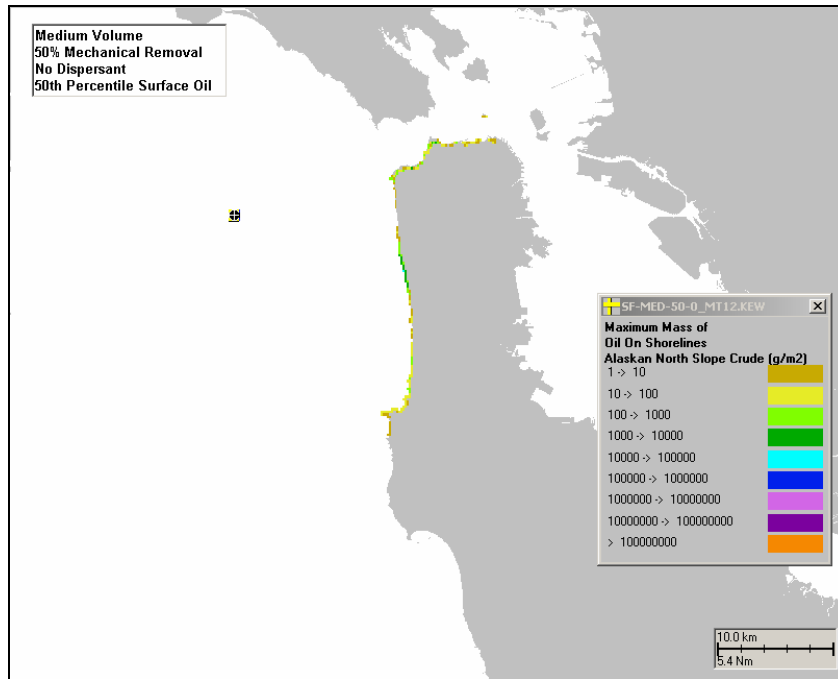 Medium Volume
50% Mechanical Removal
No Dispersant
50th Percentile Surface Oil
SF-MED-50-0_MT12.KEW
Maximum Mass of
Oil On Shorelines
Alaskan North Slope Crude (g/m2)
1 -> 10
10 -> 100
100 -> 1000
1000 -> 10000
10000 -> 100000
100000 -> 1000000
1000000 -> 10000000
10000000 -> 100000000
> 100000000
10.0 km
5.4 Nm